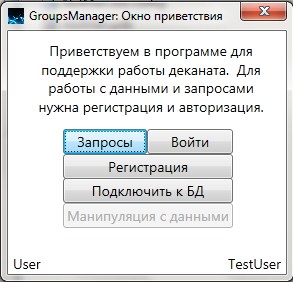 GroupsManager: Окно приветствия
Приветствуем в программе для
поддержки работы деканата. Для
работы с данными и запросами
нужна регистрация и авторизация.
Запросы Войти
Регистрация
Подключить к БД
Манипуляция с данными
User TestUser